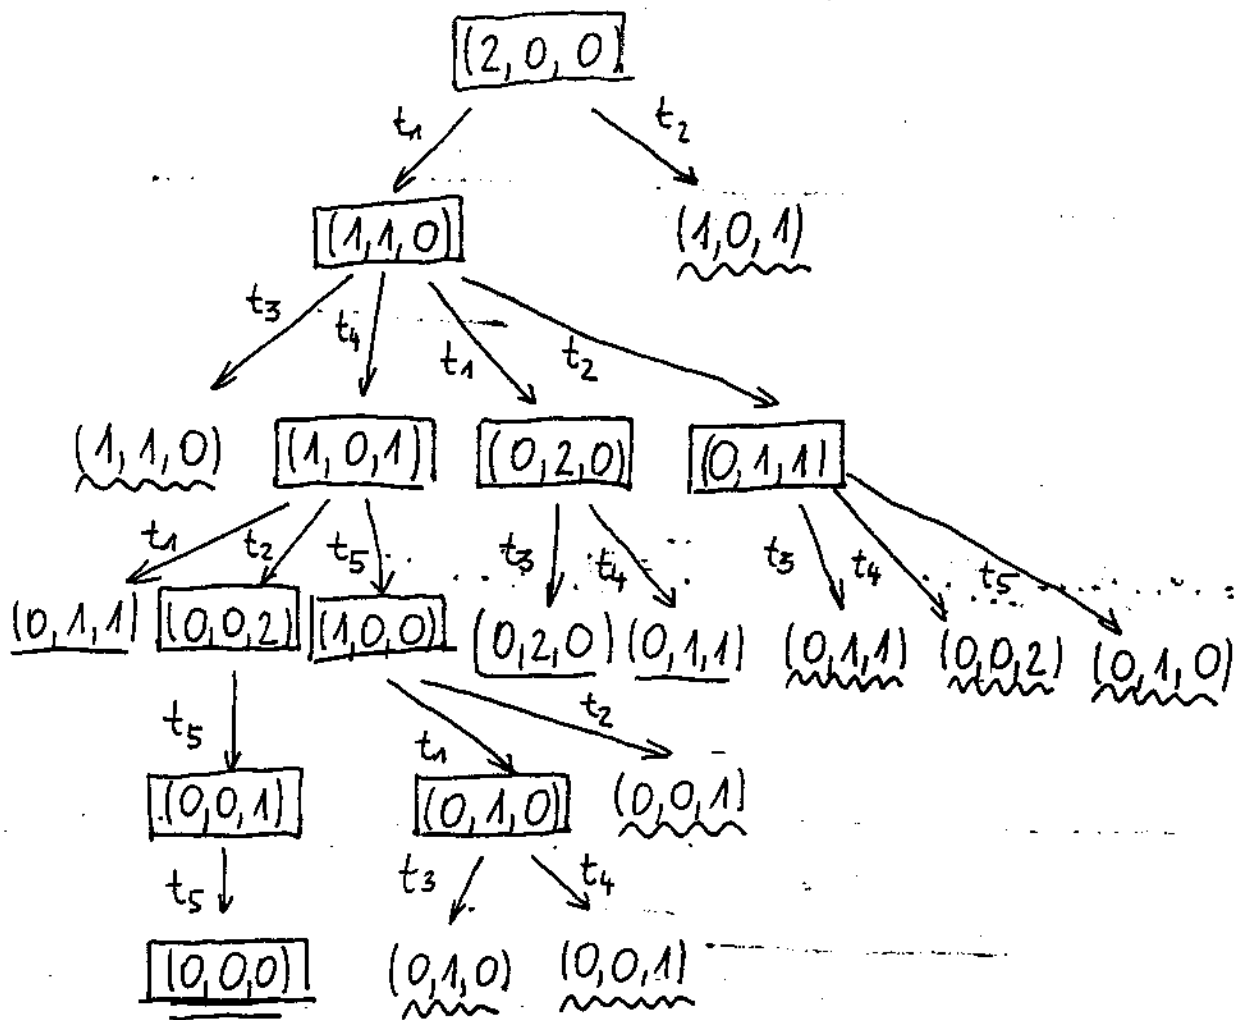 (2, 0, 0)
t₁ t₂
(1,1,0) (1,0,1)
t₃ t₄ t₁ t₂
(1,1,0) (1,0,1) (0,2,0) (0,1,1)
t₁ t₂ t₅ t₃ t₄ t₃ t₄ t₅
(0,1,1) (0,0,2) (1,0,0) (0,2,0) (0,1,1) (0,1,1) (0,0,2) (0,1,0)
t₅ t₁ t₂
(0,0,1) (0,1,0) (0,0,1)
t₅ t₃ t₄
(0,0,0) (0,1,0) (0,0,1)